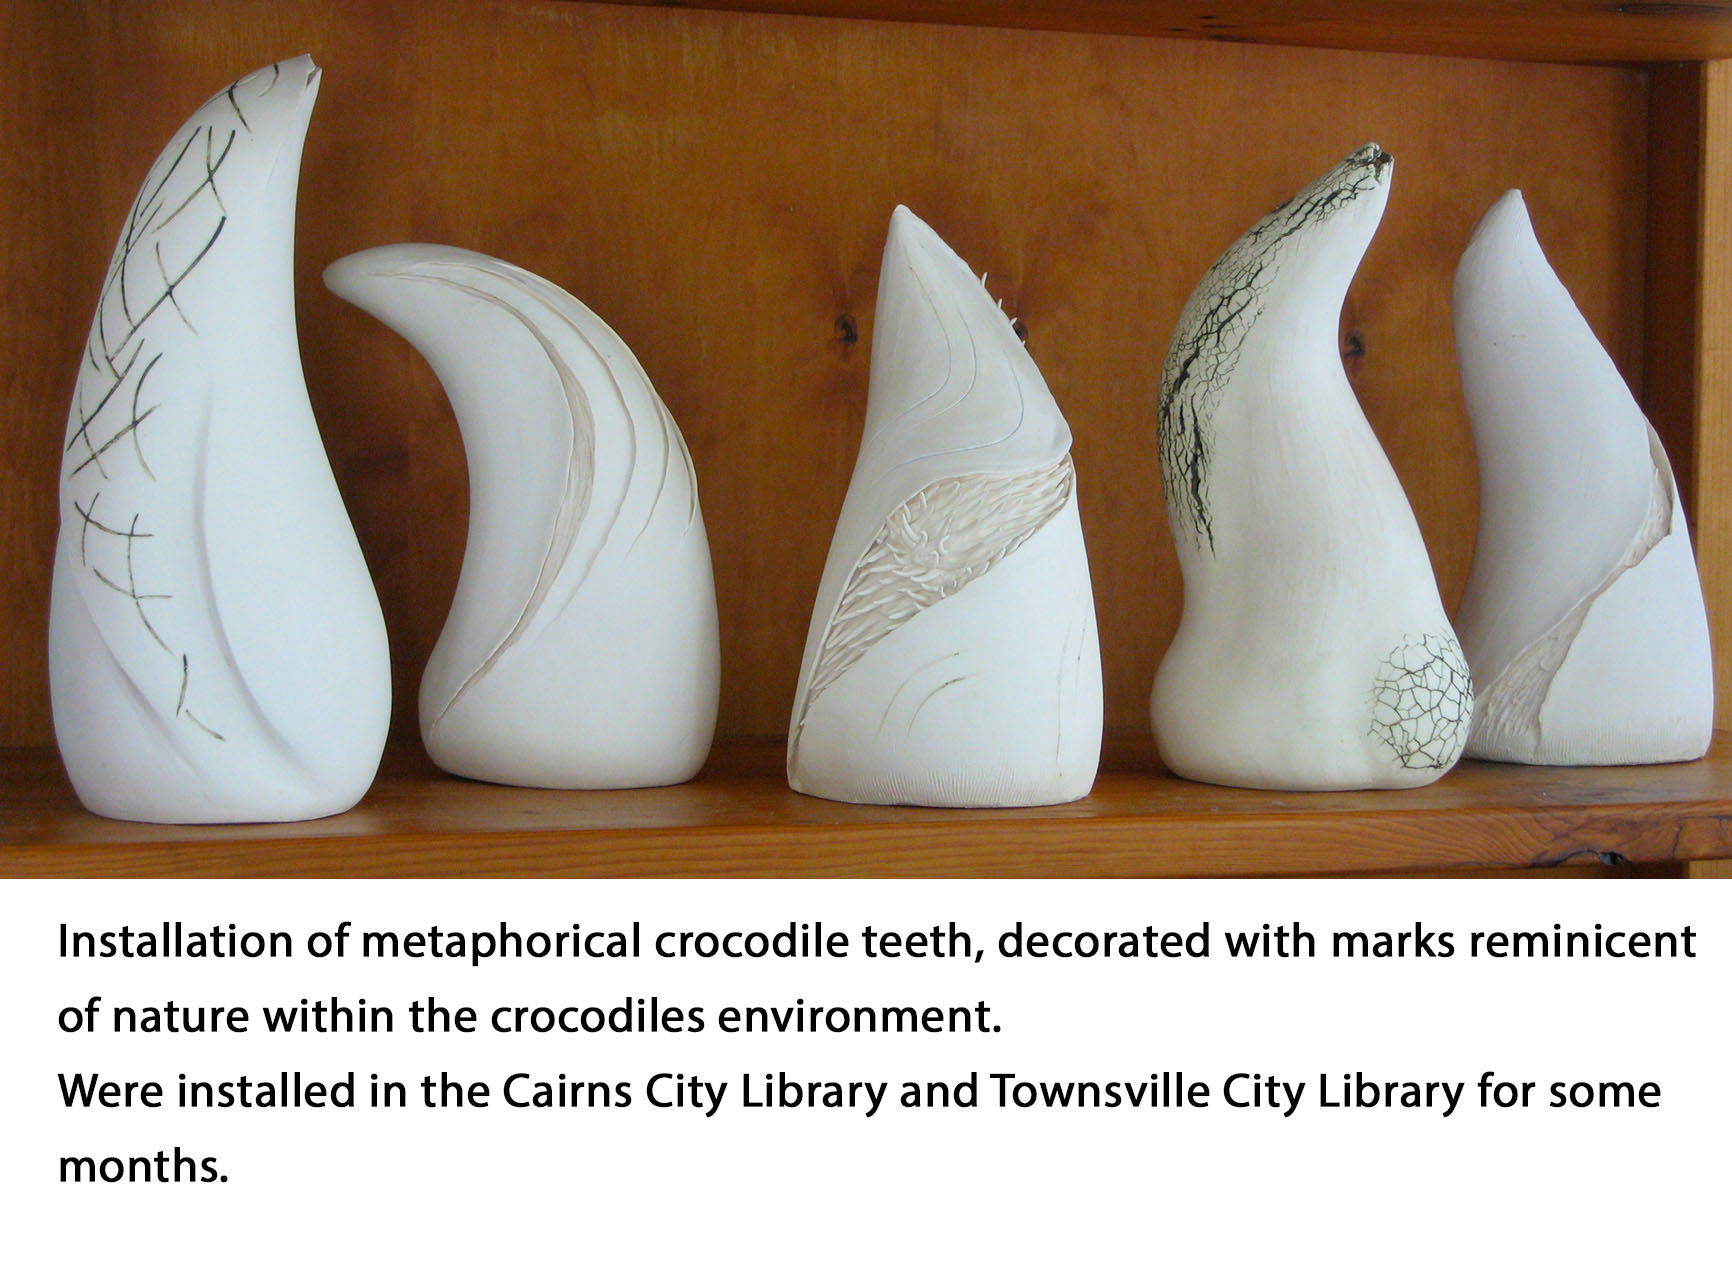 Installation of metaphorical crocodile teeth, decorated with marks reminicent
of nature within the crocodiles environment.
Were installed in the Cairns City Library and Townsville City Library for some
months.